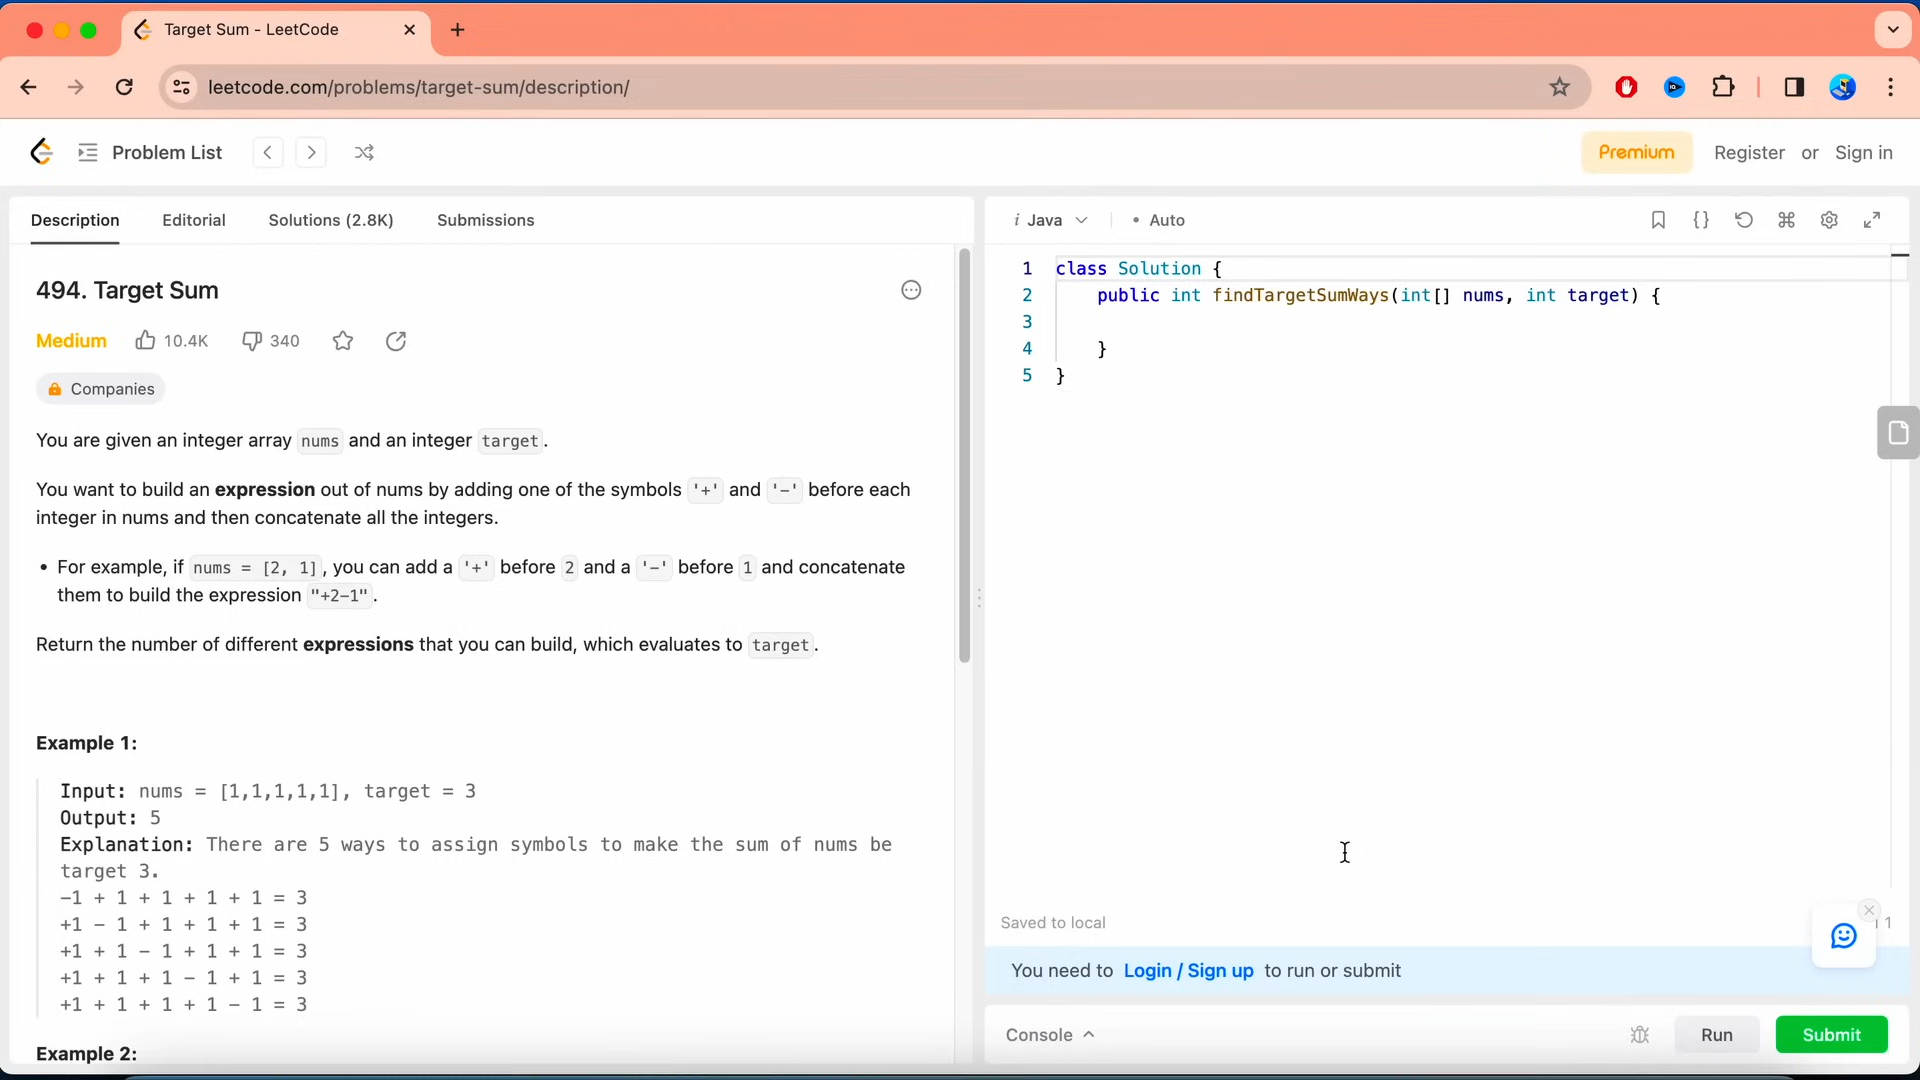 Target Sum - LeetCode
leetcode.com/problems/target-sum/description/
Problem List
Premium Register or Sign in
Description Editorial Solutions (2.8K) Submissions
494. Target Sum
Medium 10.4K 340
Companies
You are given an integer array nums and an integer target.
You want to build an expression out of nums by adding one of the symbols '+' and '-' before each
integer in nums and then concatenate all the integers.
• For example, if nums = [2, 1], you can add a '+' before 2 and a '-' before 1 and concatenate
them to build the expression "+2-1".
Return the number of different expressions that you can build, which evaluates to target.
Example 1:
Input: nums = [1,1,1,1,1], target = 3
Output: 5
Explanation: There are 5 ways to assign symbols to make the sum of nums be
target 3.
-1 + 1 + 1 + 1 + 1 = 3
+1 - 1 + 1 + 1 + 1 = 3
+1 + 1 - 1 + 1 + 1 = 3
+1 + 1 + 1 - 1 + 1 = 3
+1 + 1 + 1 + 1 - 1 = 3
Example 2:
i Java • Auto
1 class Solution {
2 public int findTargetSumWays(int[] nums, int target) {
3
4 }
5 }
Saved to local
You need to Login / Sign up to run or submit
Console Run Submit